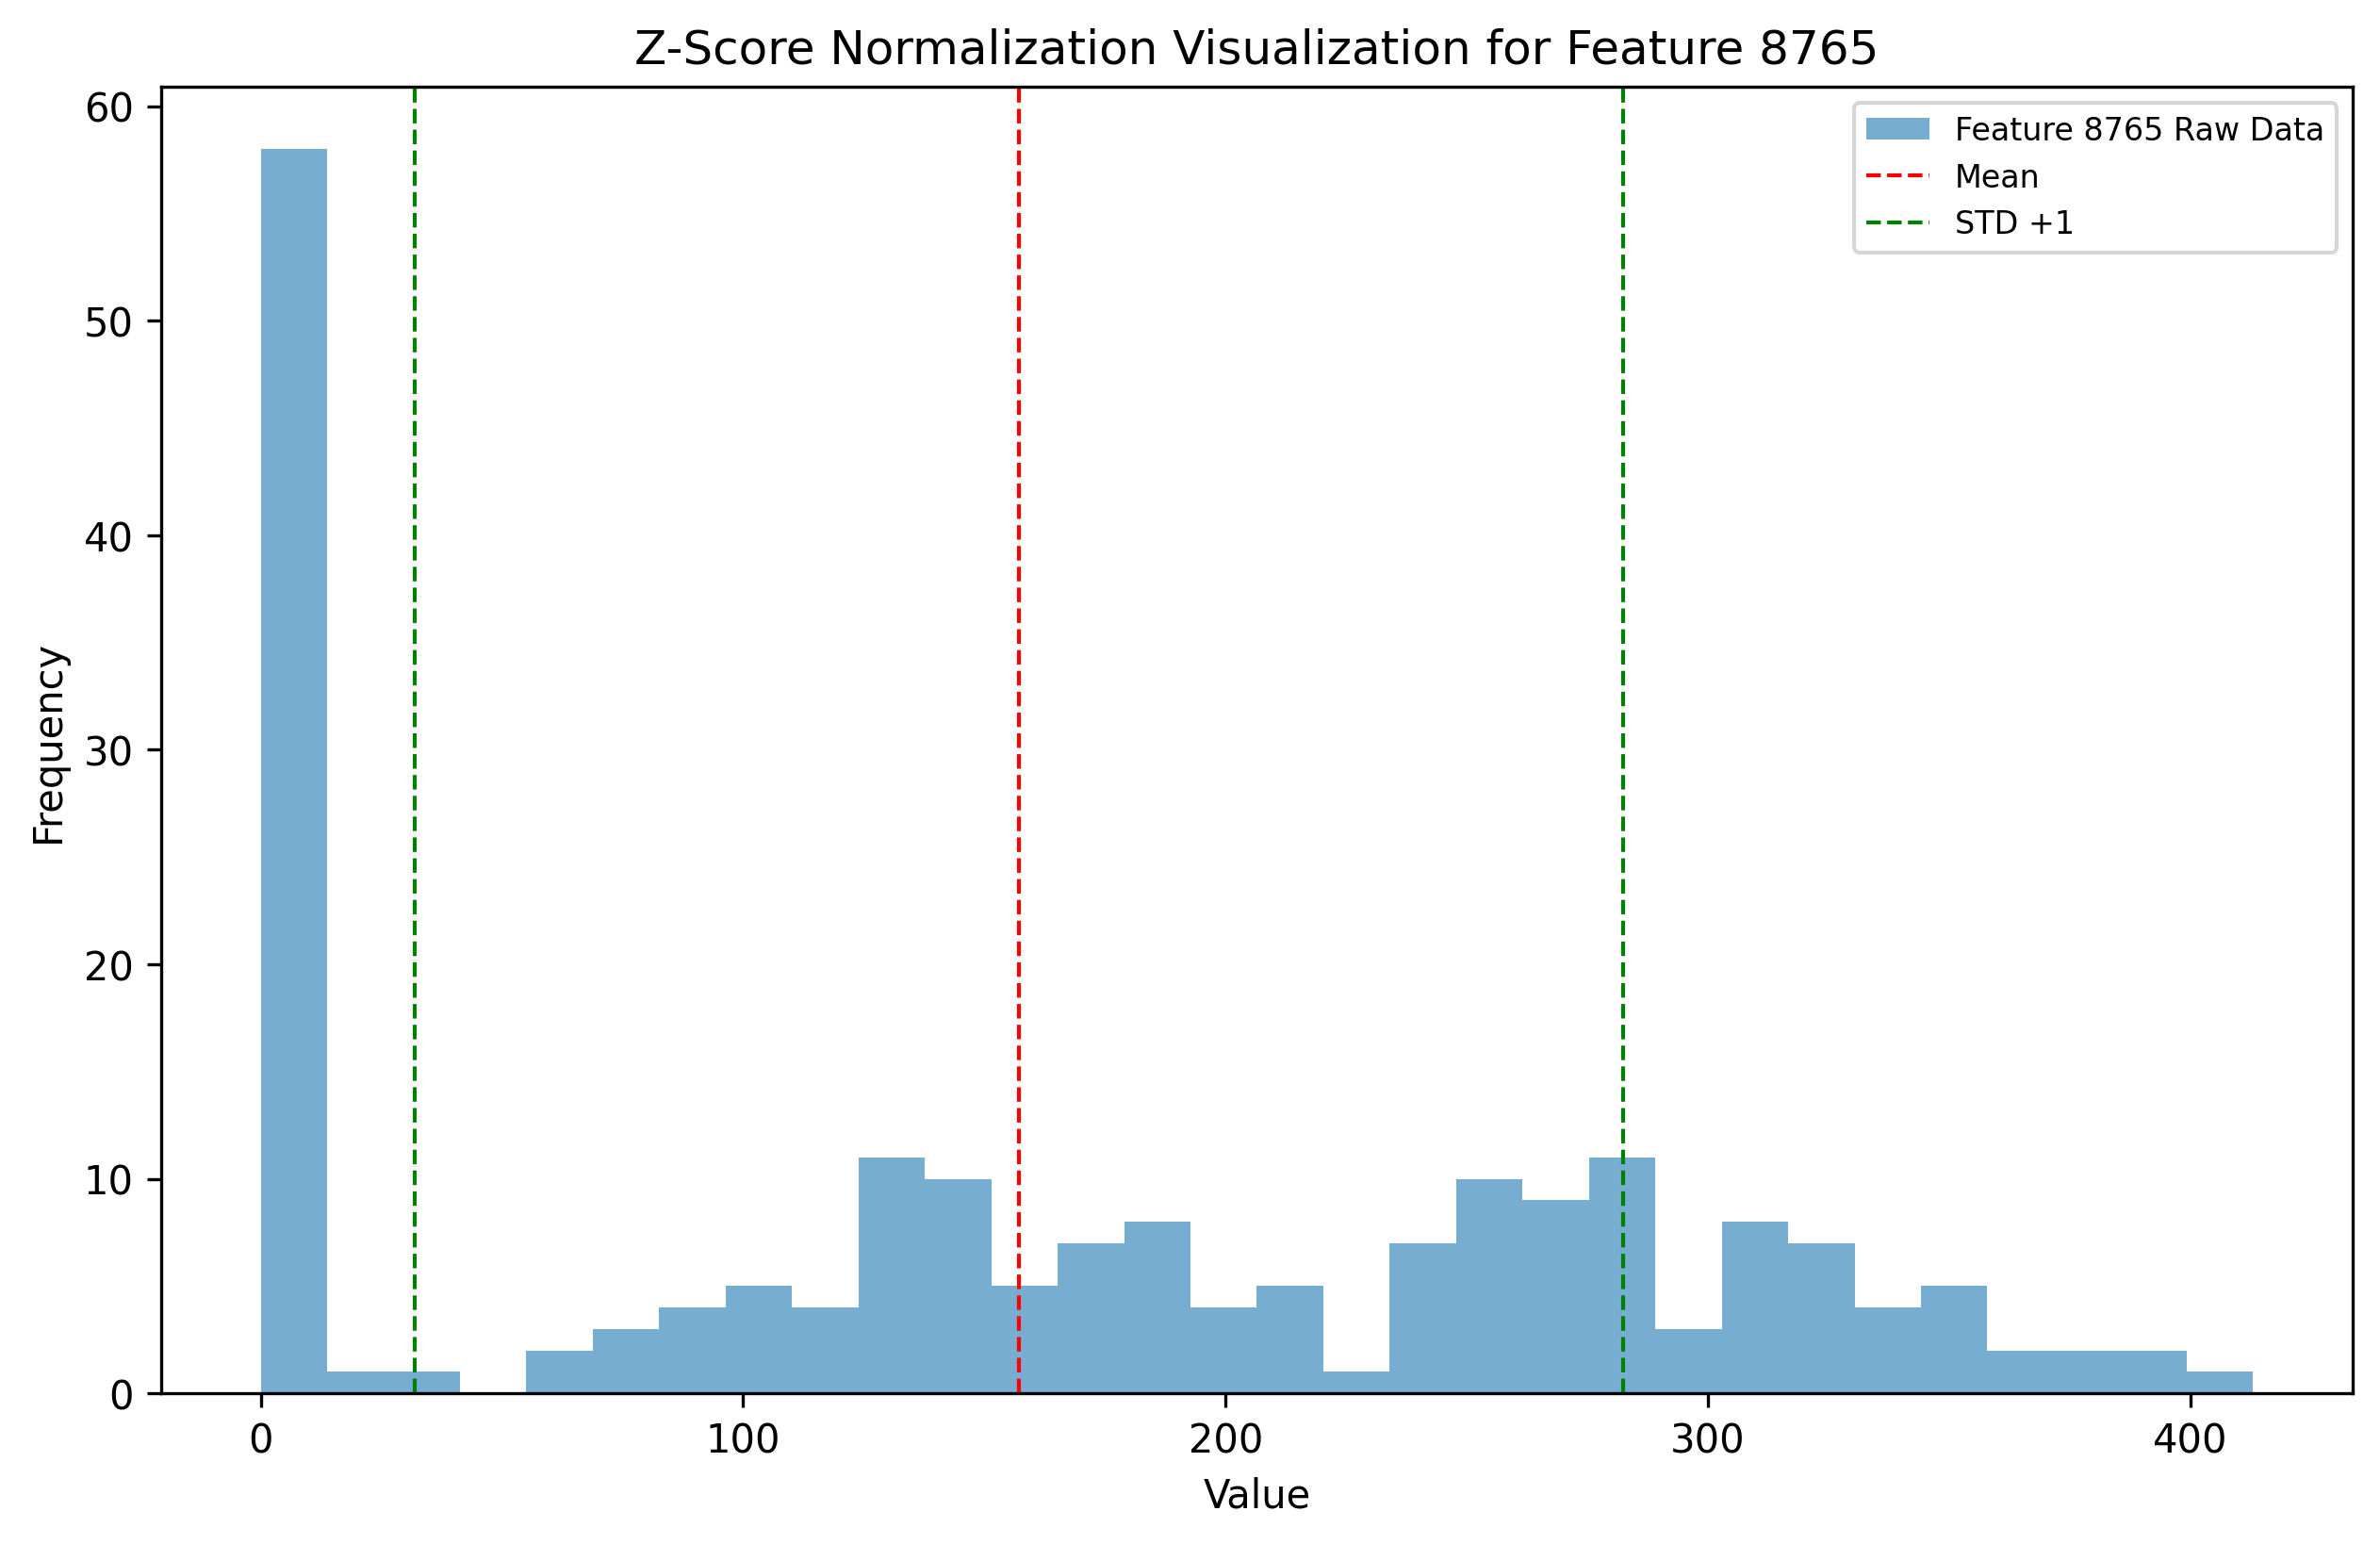 Z-Score Normalization Visualization for Feature 8765
Feature 8765 Raw Data
Mean
STD +1
60
50
40
30
20
10
0
Frequency
0 100 200 300 400
Value